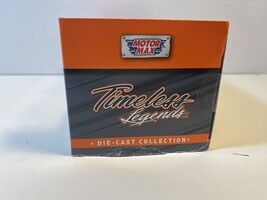 MOTOR
MAX
Timeless
Legends
• DIE-CAST COLLECTION •